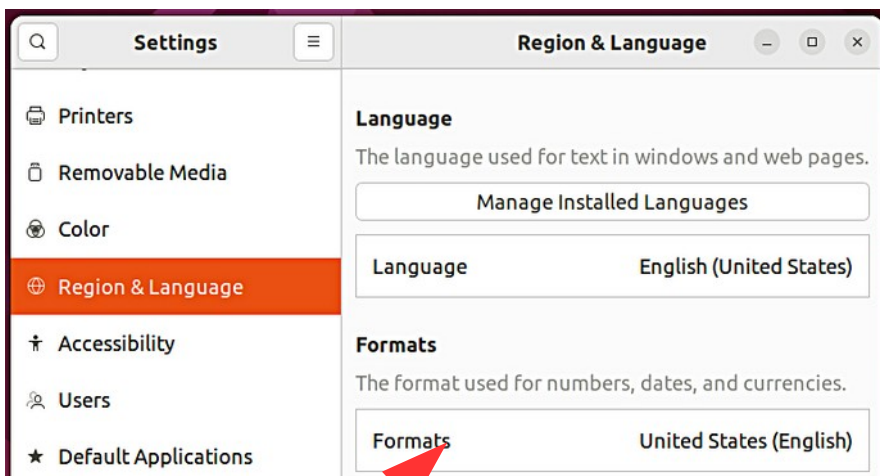 Settings
Printers
Removable Media
Color
Region & Language
Accessibility
Users
Default Applications
Region & Language
Language
The language used for text in windows and web pages.
Manage Installed Languages
Language English (United States)
Formats
The format used for numbers, dates, and currencies.
Formats United States (English)